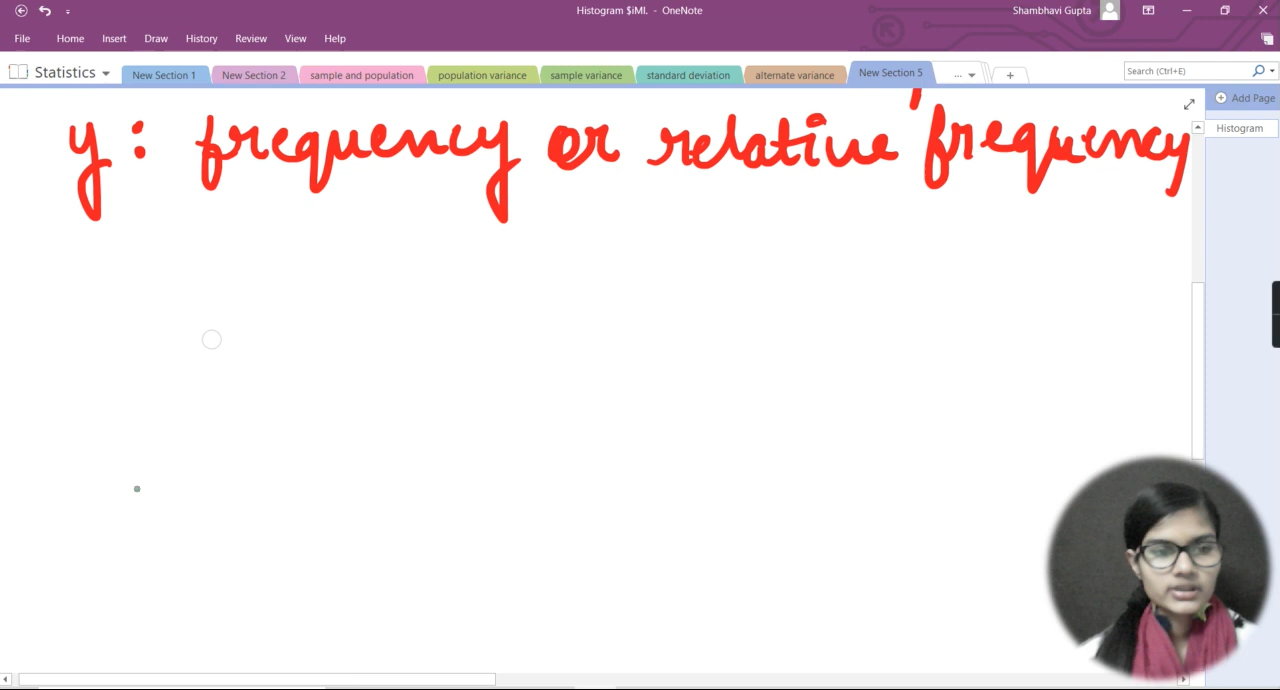 Histogram $iMl. - OneNote
Shambhavi Gupta
File Home Insert Draw History Review View Help
Statistics New Section 1 New Section 2 sample and population population variance sample variance standard deviation alternate variance New Section 5 ... + Search (Ctrl+E)
Add Page
Histogram
y : frequency or relative frequency